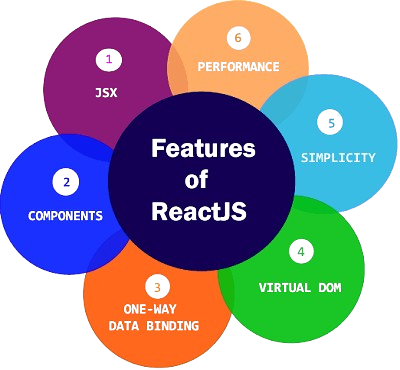 Features
of
ReactJS
1
JSX
2
COMPONENTS
3
ONE-WAY
DATA BINDING
4
VIRTUAL DOM
5
SIMPLICITY
6
PERFORMANCE